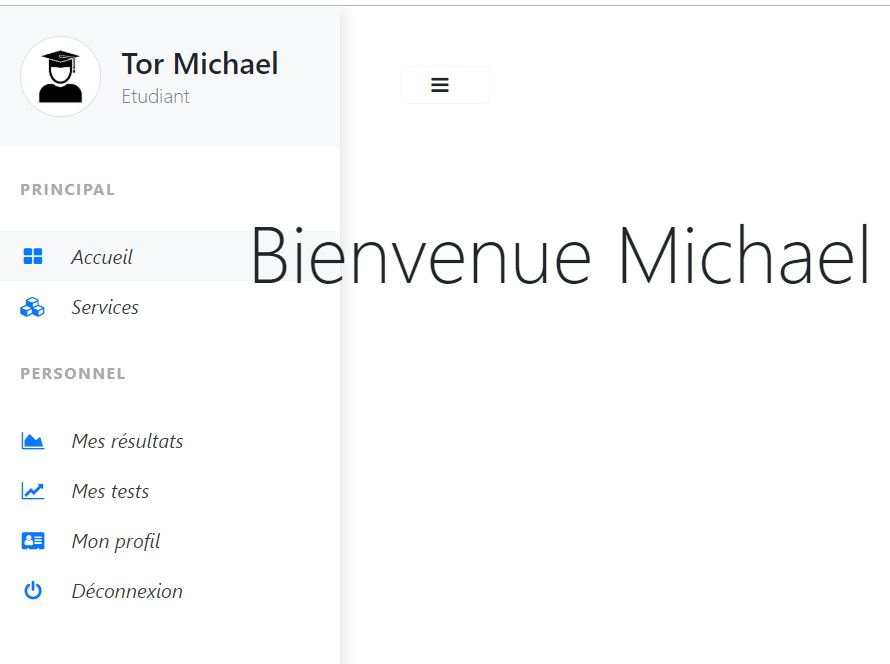 Tor Michael
Etudiant
PRINCIPAL
Accueil
Services
Bienvenue Michael
PERSONNEL
Mes résultats
Mes tests
Mon profil
Déconnexion